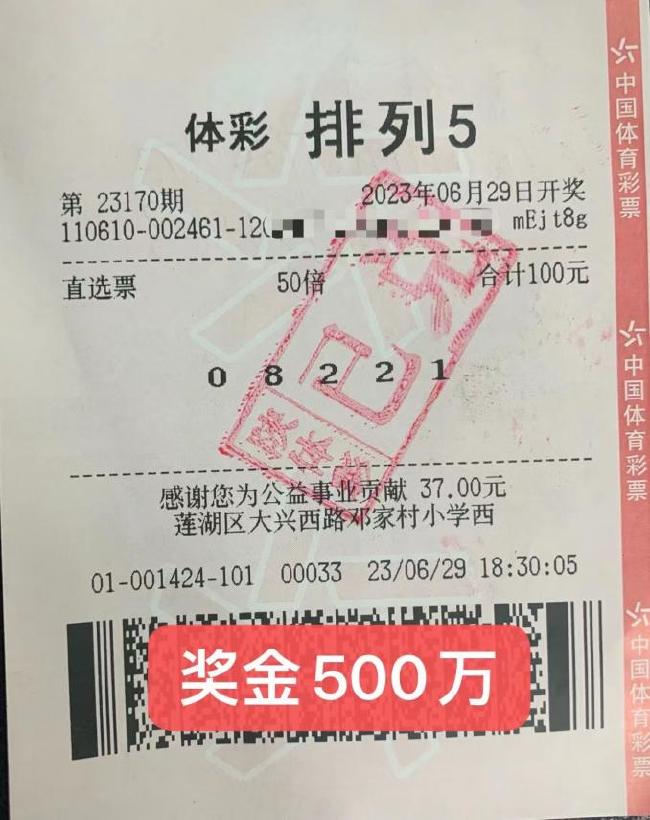 体彩 排列5
第 23170期 2023年06月29日开奖
110610-002461-120 mEjt8g
直选票 50倍 合计100元
0 8 2 2 1
已兑
感谢您为公益事业贡献 37.00元
莲湖区大兴西路邓家村小学西
01-001424-101 00033 23/06/29 18:30:05
奖金500万
中国体育彩票
中国体育彩票
中国体育彩票